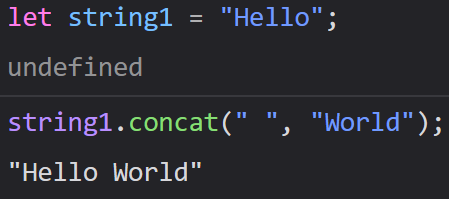 let string1 = "Hello";
undefined
string1.concat(" ", "World");
"Hello World"